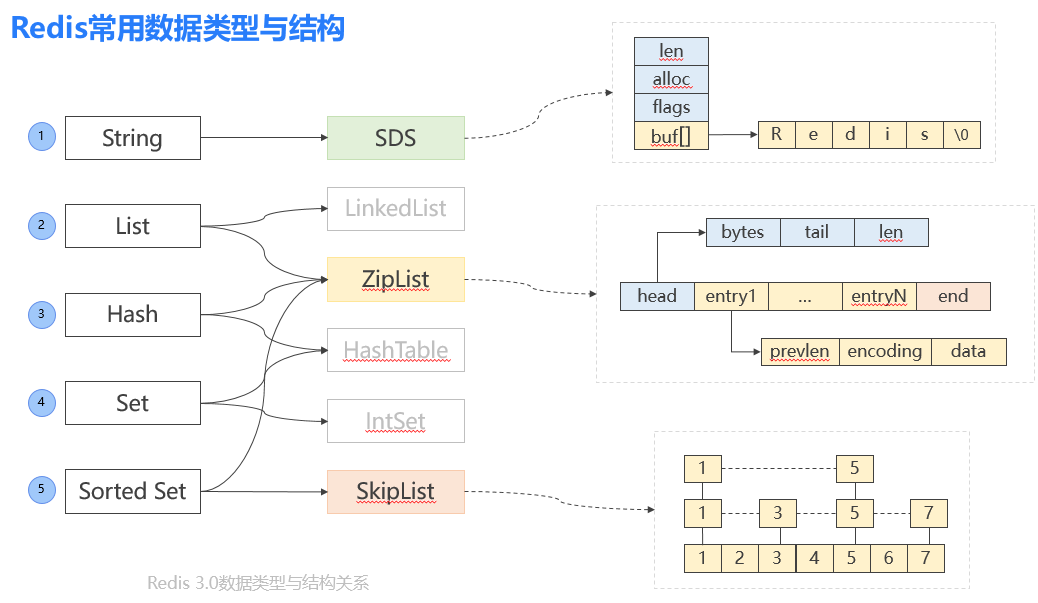 Redis常用数据类型与结构
1
String
SDS
len
alloc
flags
buf[]
R e d i s \0
2
List
LinkedList
ZipList
bytes tail len
head entry1 ... entryN end
prevlen encoding data
3
Hash
HashTable
4
Set
IntSet
5
Sorted Set
SkipList
1 5
1 3 5 7
1 2 3 4 5 6 7
Redis 3.0数据类型与结构关系